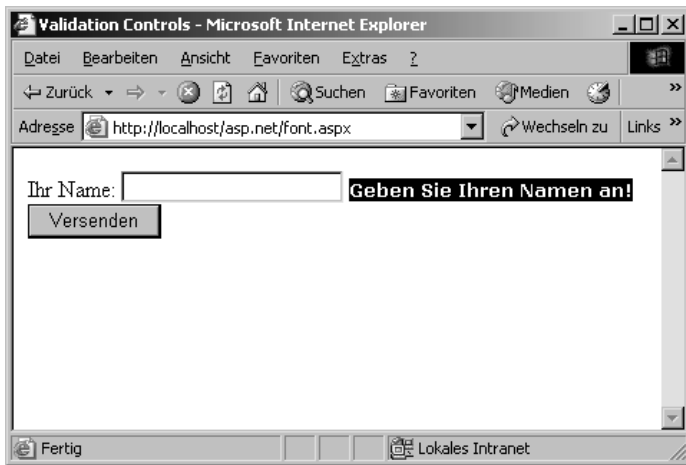 Validation Controls - Microsoft Internet Explorer
Datei Bearbeiten Ansicht Favoriten Extras ?
Zurück Suchen Favoriten Medien »
Adresse http://localhost/asp.net/font.aspx Wechseln zu Links »
Ihr Name: Geben Sie Ihren Namen an!
Versenden
Fertig Lokales Intranet